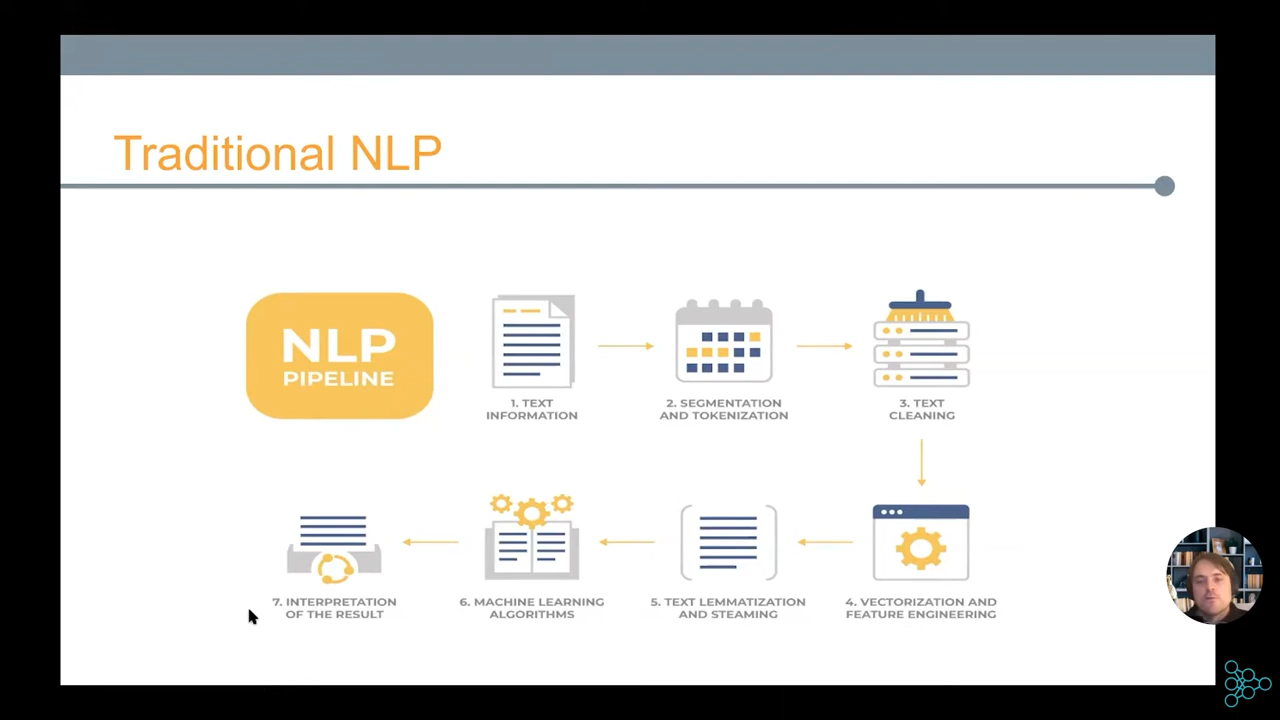 Traditional NLP
NLP
PIPELINE
1. TEXT
INFORMATION
2. SEGMENTATION
AND TOKENIZATION
3. TEXT
CLEANING
7. INTERPRETATION
OF THE RESULT
6. MACHINE LEARNING
ALGORITHMS
5. TEXT LEMMATIZATION
AND STEAMING
4. VECTORIZATION AND
FEATURE ENGINEERING